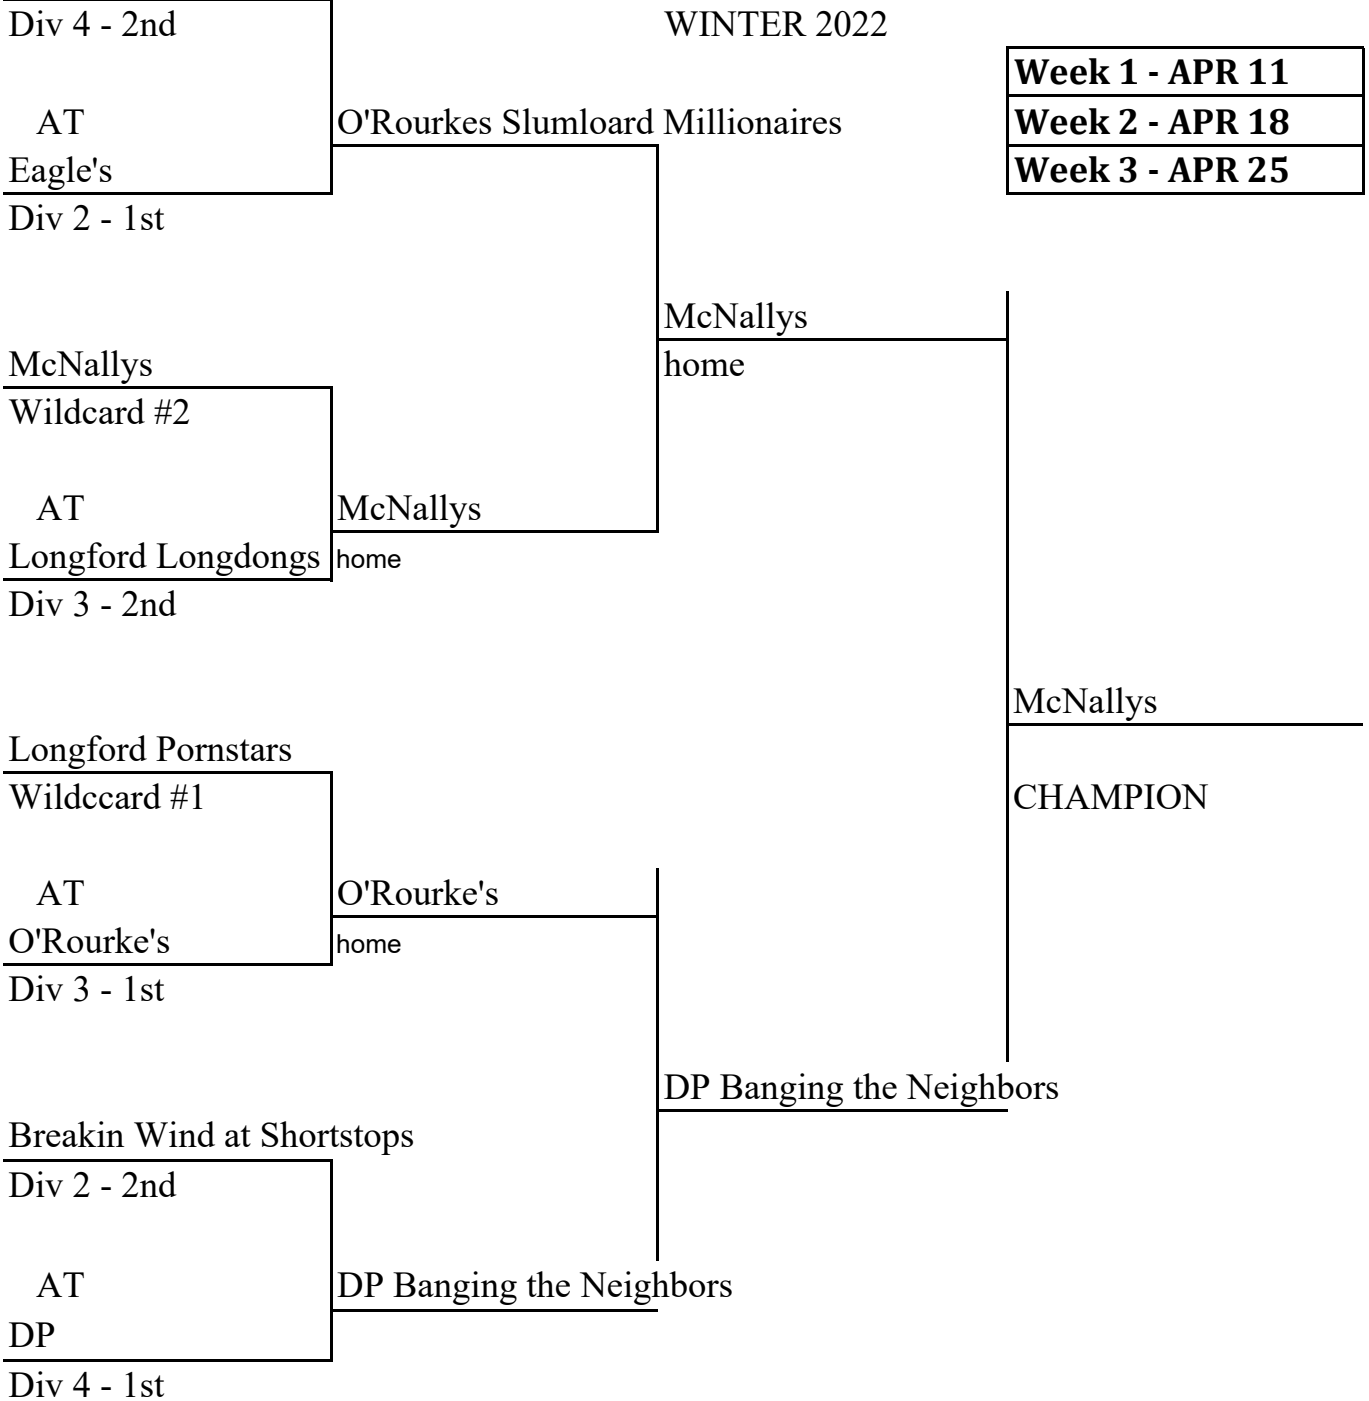 Div 4 - 2nd
WINTER 2022
Week 1 - APR 11
AT
O'Rourkes Slumloard Millionaires
Week 2 - APR 18
Eagle's
Week 3 - APR 25
Div 2 - 1st
McNallys
McNallys
home
Wildcard #2
AT
McNallys
Longford Longdongs
home
Div 3 - 2nd
McNallys
Longford Pornstars
Wildccard #1
CHAMPION
AT
O'Rourke's
O'Rourke's
home
Div 3 - 1st
DP Banging the Neighbors
Breakin Wind at Shortstops
Div 2 - 2nd
AT
DP Banging the Neighbors
DP
Div 4 - 1st